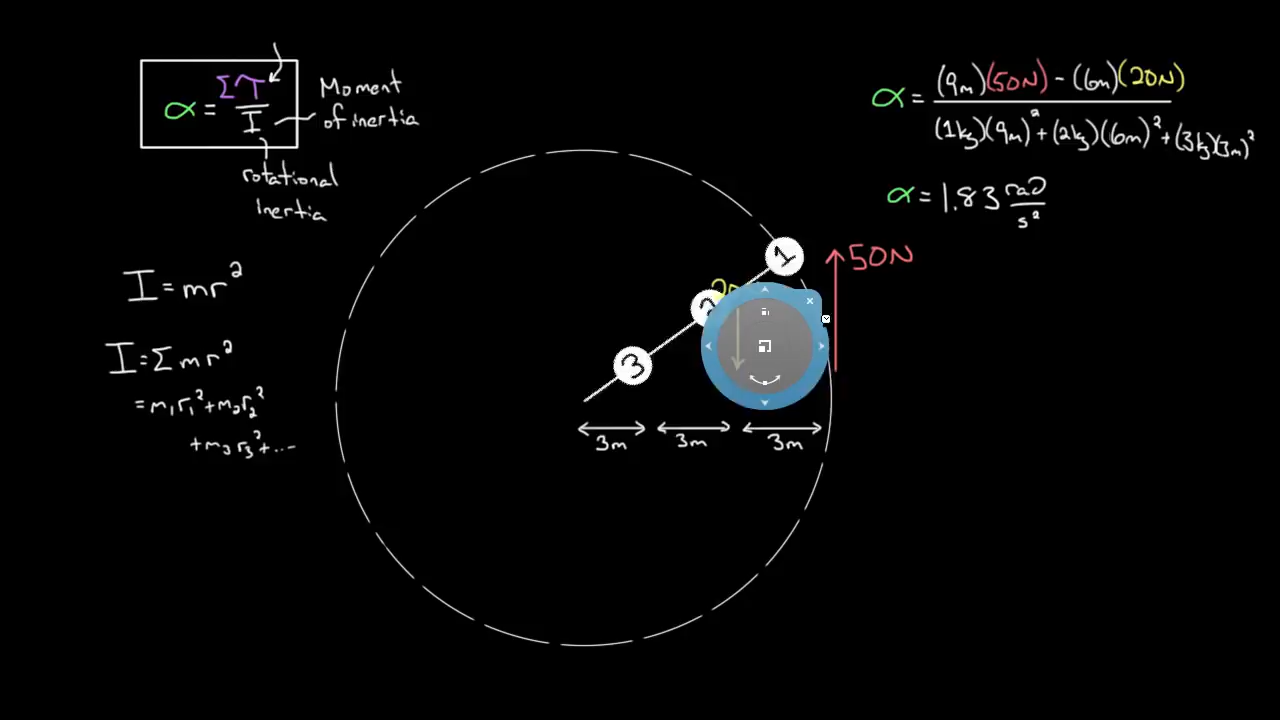 α = Στ / I
Moment
of inertia
rotational
inertia
I = mr²
I = Σmr²
= m₁r₁² + m₂r₂²
+ m₃r₃² + ...
α = (9m)(50N) - (6m)(20N) / (1kg)(9m)² + (2kg)(6m)² + (3kg)(3m)²
α = 1.83 rad/s²
50N
1
2
3
3m 3m 3m